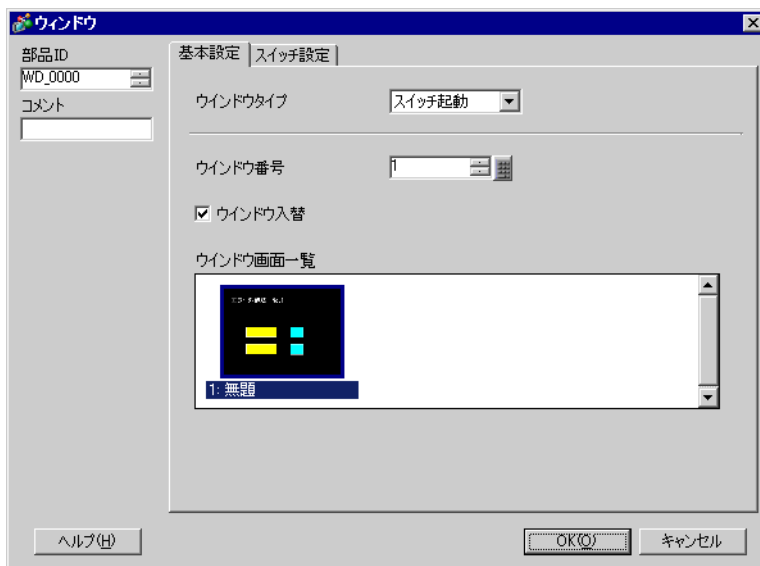 ウィンドウ
部品ID
WD_0000
コメント
基本設定
スイッチ設定
ウインドウタイプ
スイッチ起動
ウインドウ番号
1
ウインドウ入替
ウインドウ画面一覧
1: 無題
ヘルプ(H)
OK(O)
キャンセル